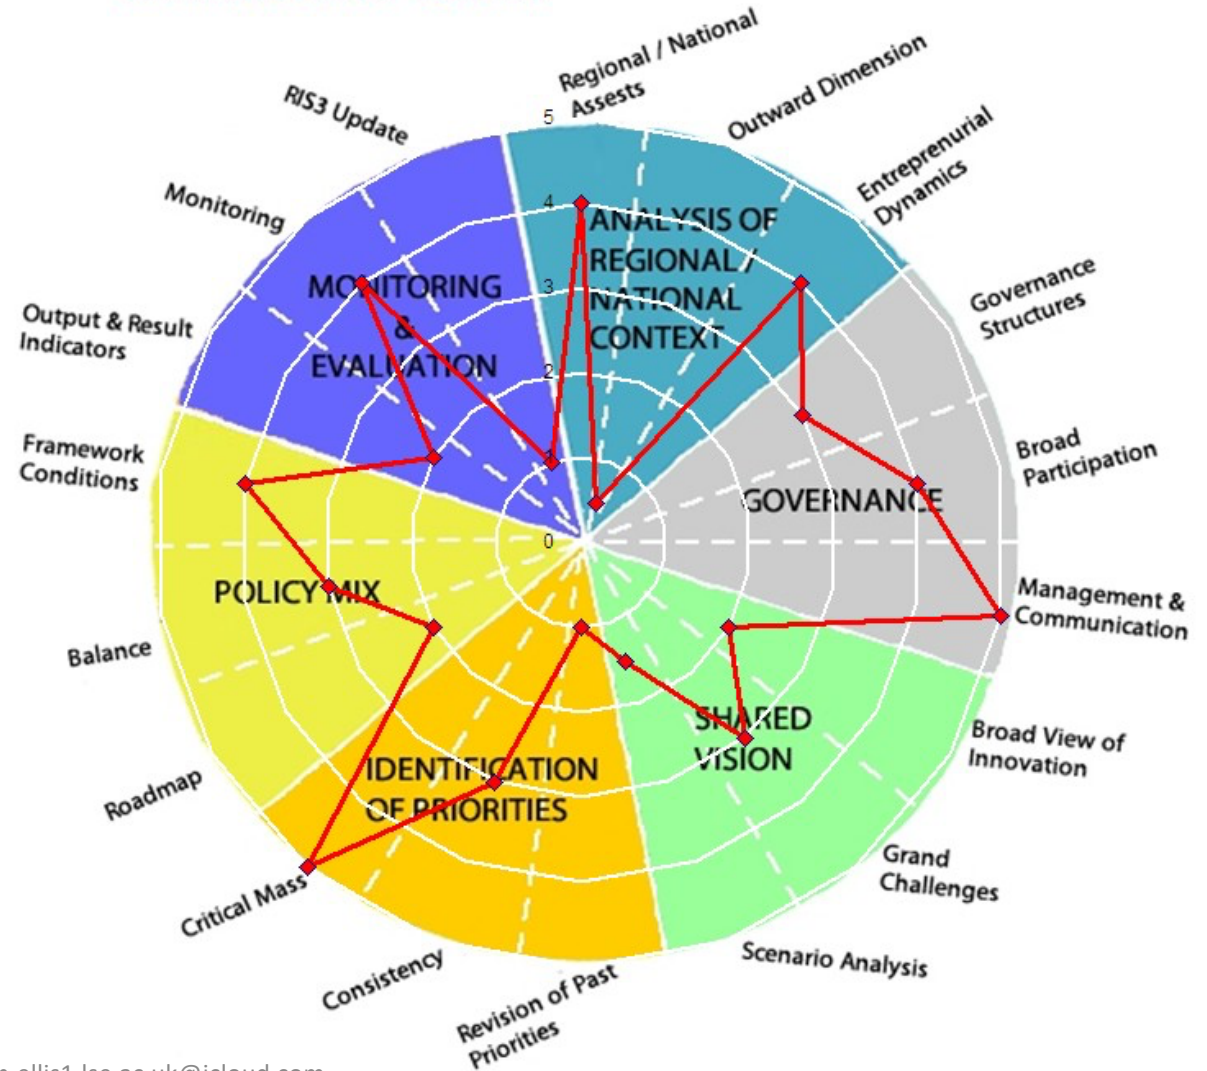 Regional / National
Assests
Outward Dimension
Entreprenurial
Dynamics
Governance
Structures
Broad
Participation
Management &
Communication
Broad View of
Innovation
Grand
Challenges
Scenario Analysis
Revision of Past
Priorities
Consistency
Critical Mass
Roadmap
Balance
Framework
Conditions
Output & Result
Indicators
Monitoring
RIS3 Update
5
4
3
2
1
0
ANALYSIS OF
REGIONAL /
NATIONAL
CONTEXT
GOVERNANCE
SHARED
VISION
IDENTIFICATION
OF PRIORITIES
POLICY MIX
MONITORING
&
EVALUATION